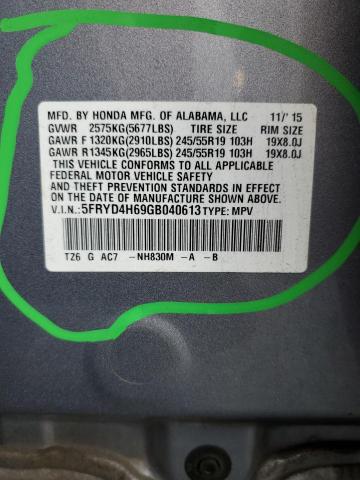 MFD. BY HONDA MFG. OF ALABAMA, LLC 11/'15
GVWR 2575KG(5677LBS) TIRE SIZE RIM SIZE
GAWR F 1320KG(2910LBS) 245/55R19 103H 19X8.0J
GAWR R1345KG(2965LBS) 245/55R19 103H 19X8.0J
THIS VEHICLE CONFORMS TO ALL APPLICABLE
FEDERAL MOTOR VEHICLE SAFETY
AND THEFT PREVENTION STANDARDS IN EFFECT
ON THE DATE OF MANUFACTURE SHOWN ABOVE.
V.I.N.: 5FRYD4H69GB040613 TYPE: MPV
TZ6 G AC7 -NH830M -A -B